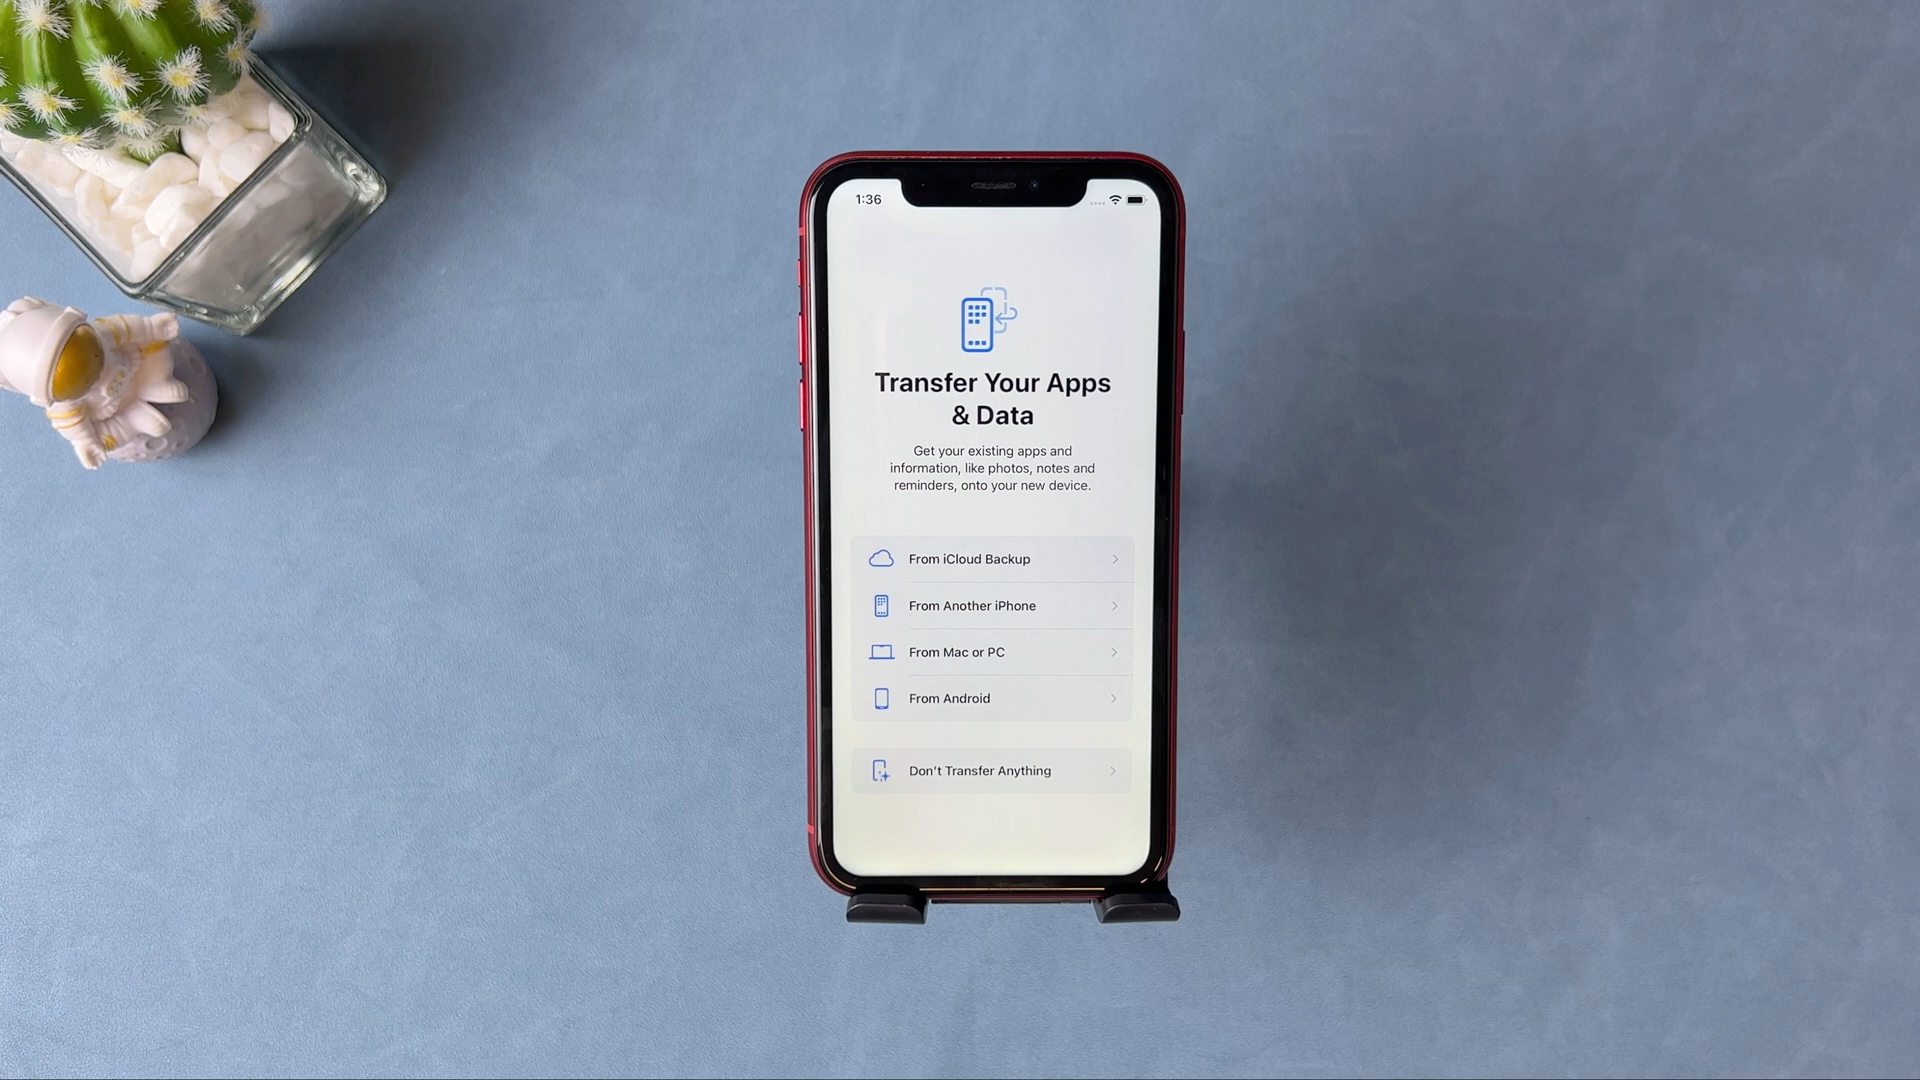 1:36
Transfer Your Apps
& Data
Get your existing apps and
information, like photos, notes and
reminders, onto your new device.
From iCloud Backup
From Another iPhone
From Mac or PC
From Android
Don’t Transfer Anything